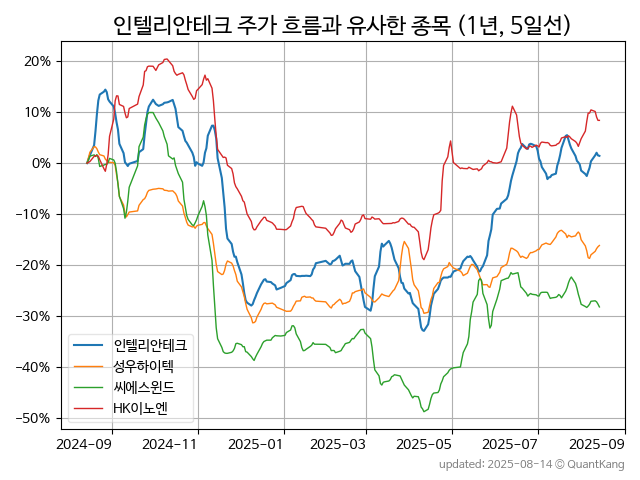 인텔리안테크 주가 흐름과 유사한 종목 (1년, 5일선)
20%
10%
0%
−10%
−20%
−30%
−40%
−50%
인텔리안테크
성우하이텍
씨에스윈드
HK이노엔
2024-09
2024-11
2025-01
2025-03
2025-05
2025-07
2025-09
updated: 2025-08-14 © QuantKang